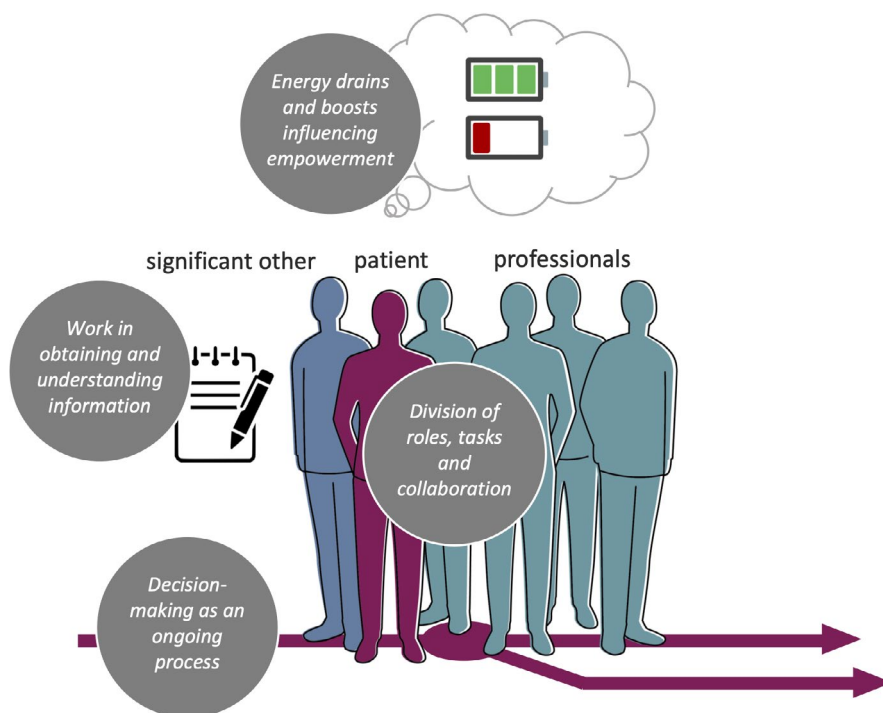 Energy drains
and boosts
influencing
empowerment
significant other patient professionals
Work in
obtaining and
understanding
information
Division of
roles, tasks
and
collaboration
Decision-
making as an
ongoing
process